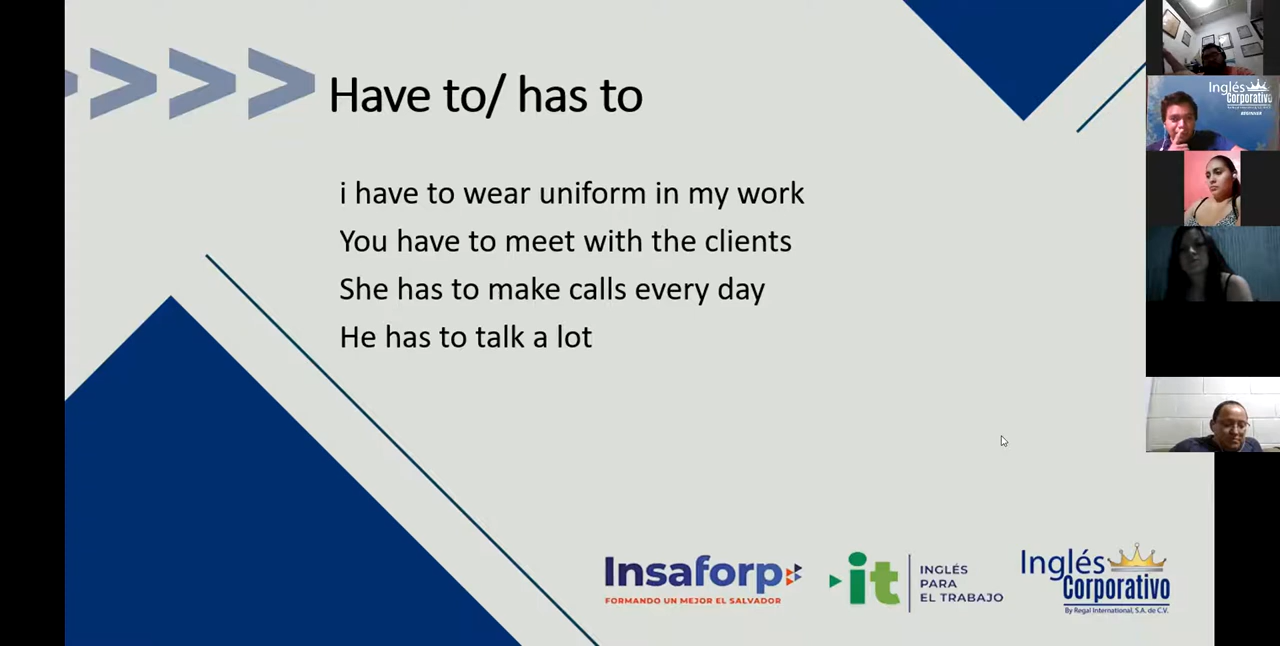 Have to/ has to
i have to wear uniform in my work
You have to meet with the clients
She has to make calls every day
He has to talk a lot
Insaforp
FORMANDO UN MEJOR EL SALVADOR
it
INGLÉS
PARA
EL TRABAJO
Inglés
Corporativo
By Regal International, S.A. de C.V.
Inglés
Corporativo
BEGINNER